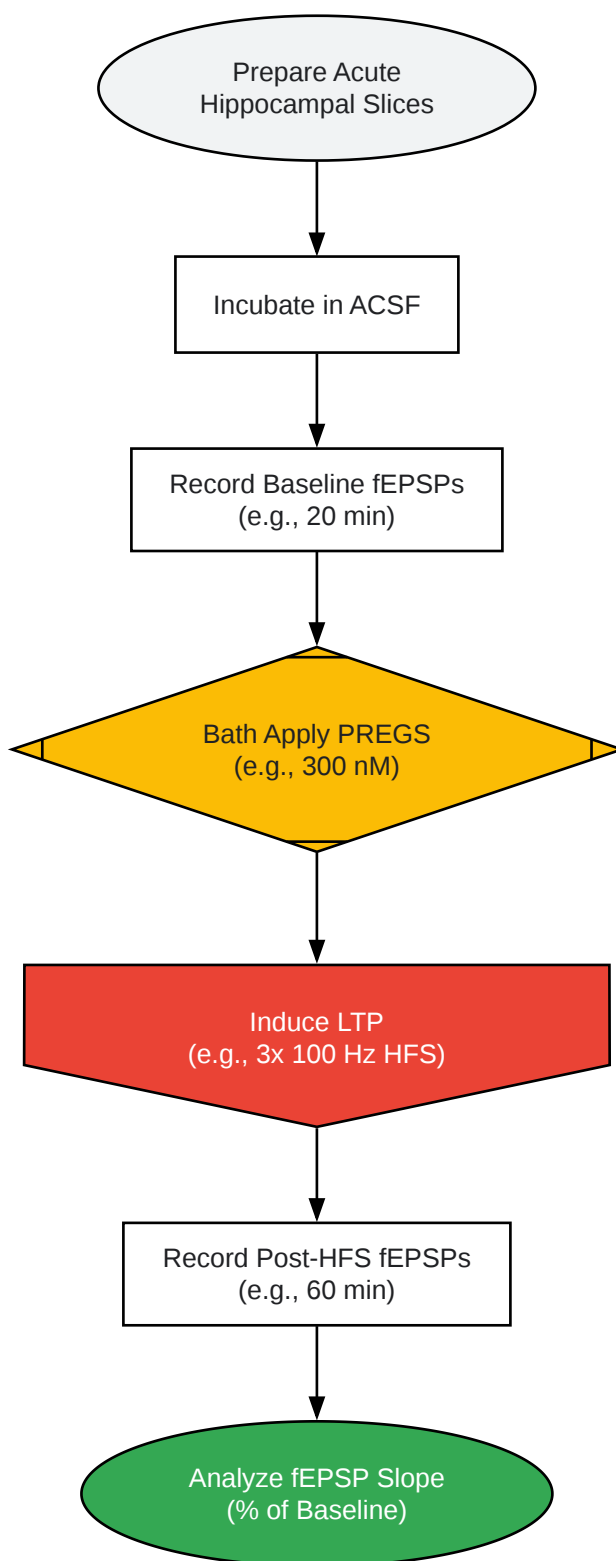 Prepare Acute
Hippocampal Slices
Incubate in ACSF
Record Baseline fEPSPs
(e.g., 20 min)
Bath Apply PREGS
(e.g., 300 nM)
Induce LTP
(e.g., 3x 100 Hz HFS)
Record Post-HFS fEPSPs
(e.g., 60 min)
Analyze fEPSP Slope
(% of Baseline)